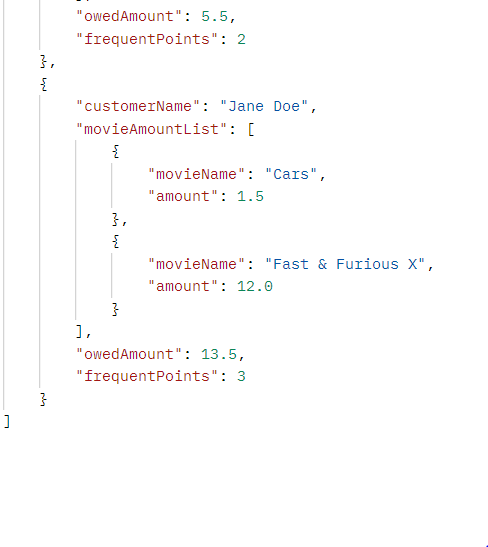 "owedAmount": 5.5,
"frequentPoints": 2
},
{
"customerName": "Jane Doe",
"movieAmountList": [
{
"movieName": "Cars",
"amount": 1.5
},
{
"movieName": "Fast & Furious X",
"amount": 12.0
}
],
"owedAmount": 13.5,
"frequentPoints": 3
}
]